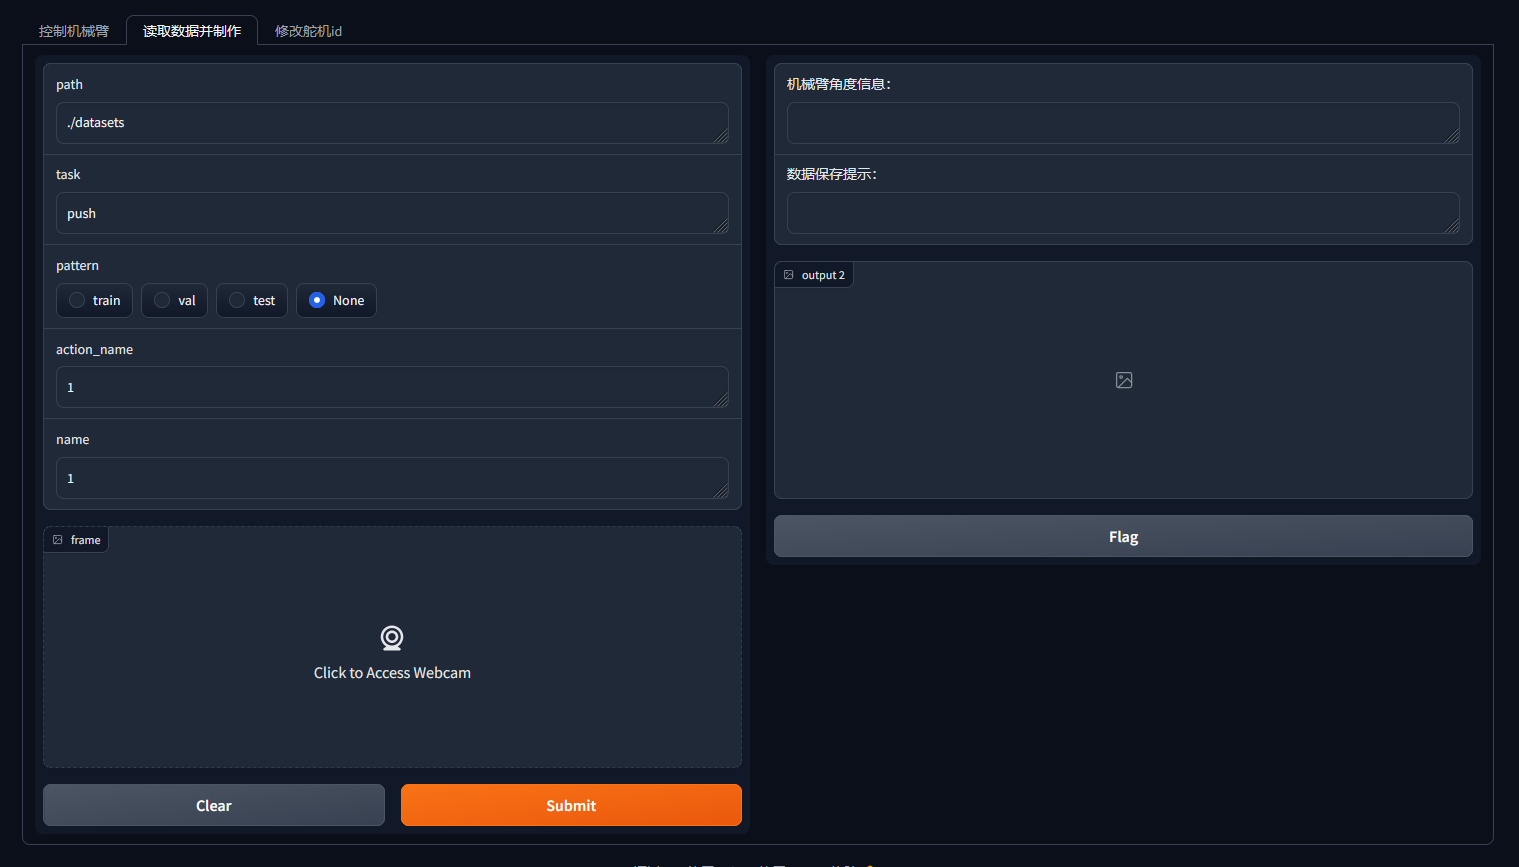 控制机械臂
读取数据并制作
修改舵机id
path
./datasets
task
push
pattern
train
val
test
None
action_name
1
name
1
frame
Click to Access Webcam
Clear
Submit
机械臂角度信息:
数据保存提示:
output 2
Flag